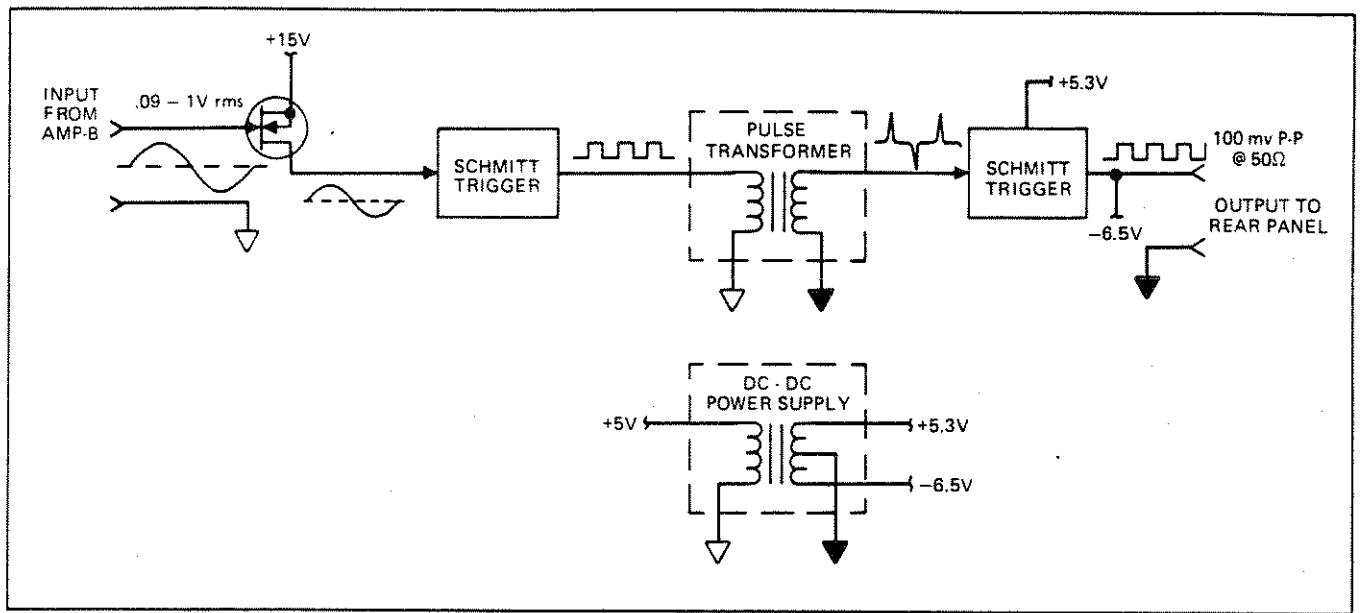 +15V
INPUT
FROM
AMP-B
.09 – 1V rms
SCHMITT
TRIGGER
PULSE
TRANSFORMER
+5.3V
SCHMITT
TRIGGER
100 mv P-P
@ 50Ω
–6.5V
OUTPUT TO
REAR PANEL
DC - DC
POWER SUPPLY
+5V
+5.3V
–6.5V